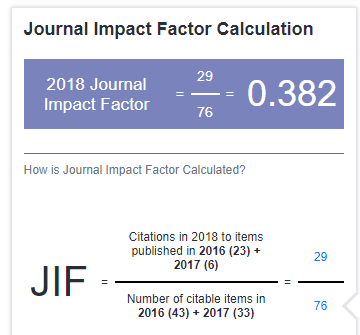 Journal Impact Factor Calculation
2018 Journal
Impact Factor
=
29
76
=
0.382
How is Journal Impact Factor Calculated?
JIF
=
Citations in 2018 to items
published in 2016 (23) +
2017 (6)
Number of citable items in
2016 (43) + 2017 (33)
=
29
76